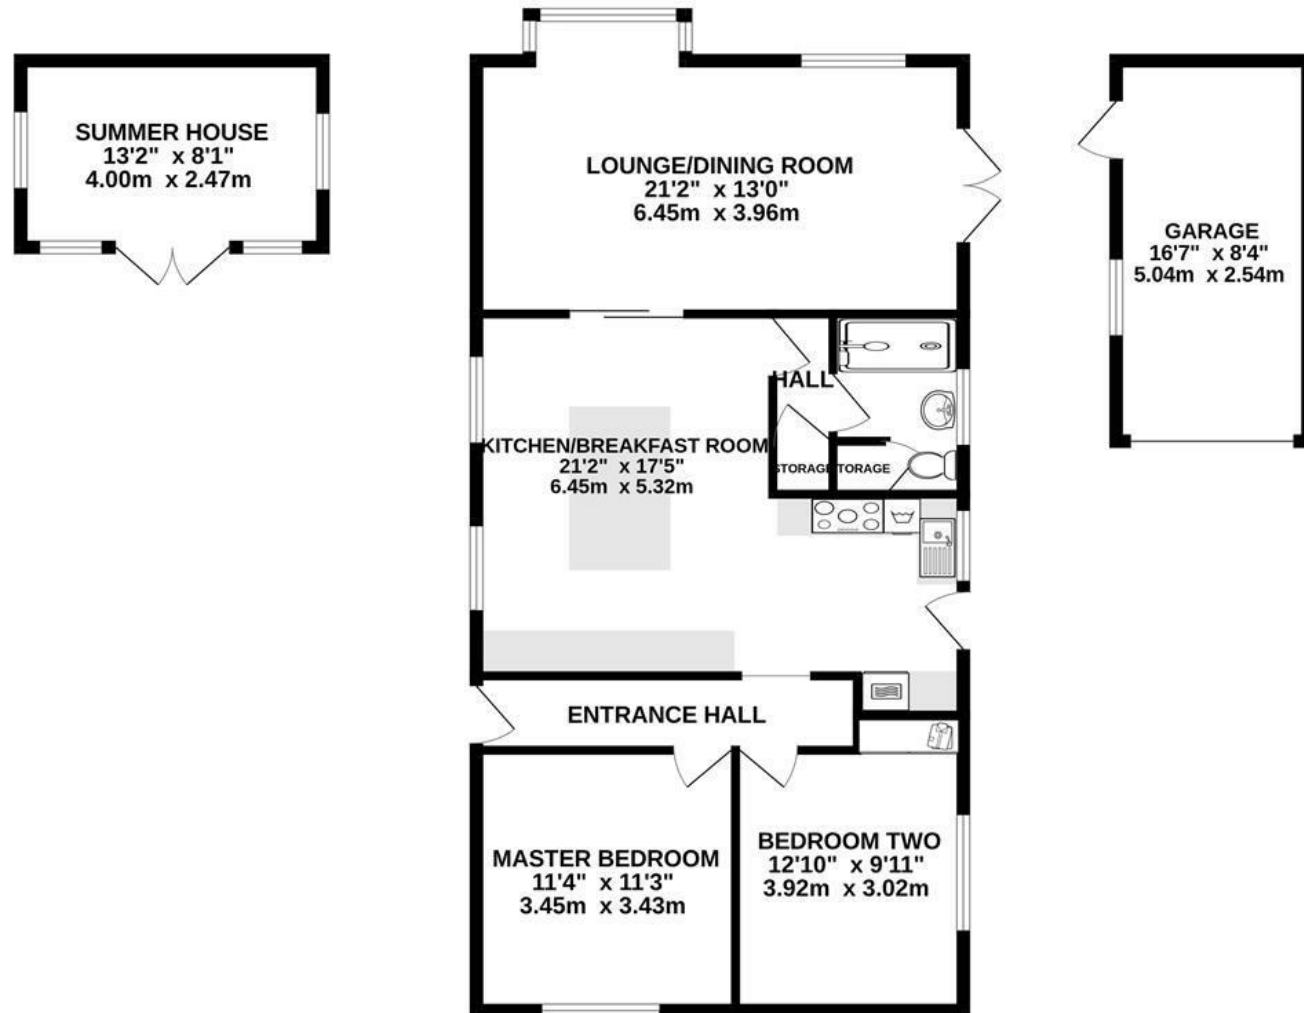 SUMMER HOUSE
13'2" x 8'1"
4.00m x 2.47m
LOUNGE/DINING ROOM
21'2" x 13'0"
6.45m x 3.96m
GARAGE
16'7" x 8'4"
5.04m x 2.54m
HALL
KITCHEN/BREAKFAST ROOM
21'2" x 17'5"
6.45m x 5.32m
STORAGE
TORAGE
ENTRANCE HALL
MASTER BEDROOM
11'4" x 11'3"
3.45m x 3.43m
BEDROOM TWO
12'10" x 9'11"
3.92m x 3.02m